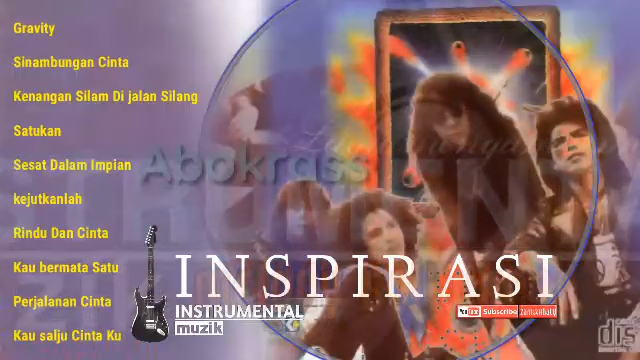 Gravity
Sinambungan Cinta
Kenangan Silam Di jalan Silang
Satukan
Sesat Dalam Impian
kejutkanlah
Rindu Dan Cinta
Kau bermata Satu
Perjalanan Cinta
Kau salju Cinta Ku
Abokrass
INSPIRASI
INSTRUMENTAL
muzik
Subscribe
disc